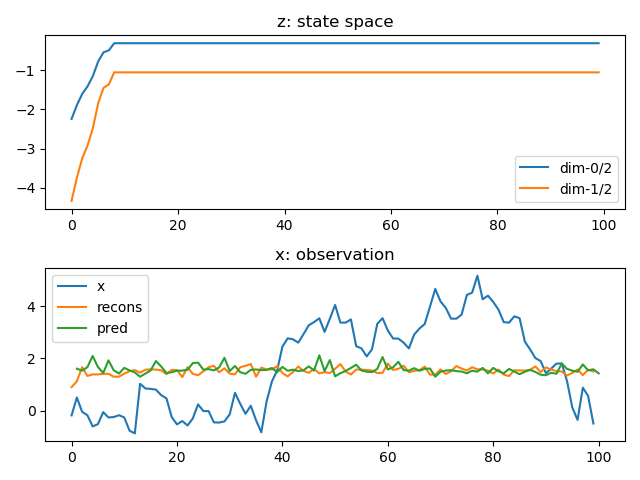 z: state space
−1
−2
−3
−4
0 20 40 60 80 100
dim-0/2
dim-1/2
x: observation
4
2
0
0 20 40 60 80 100
x
recons
pred